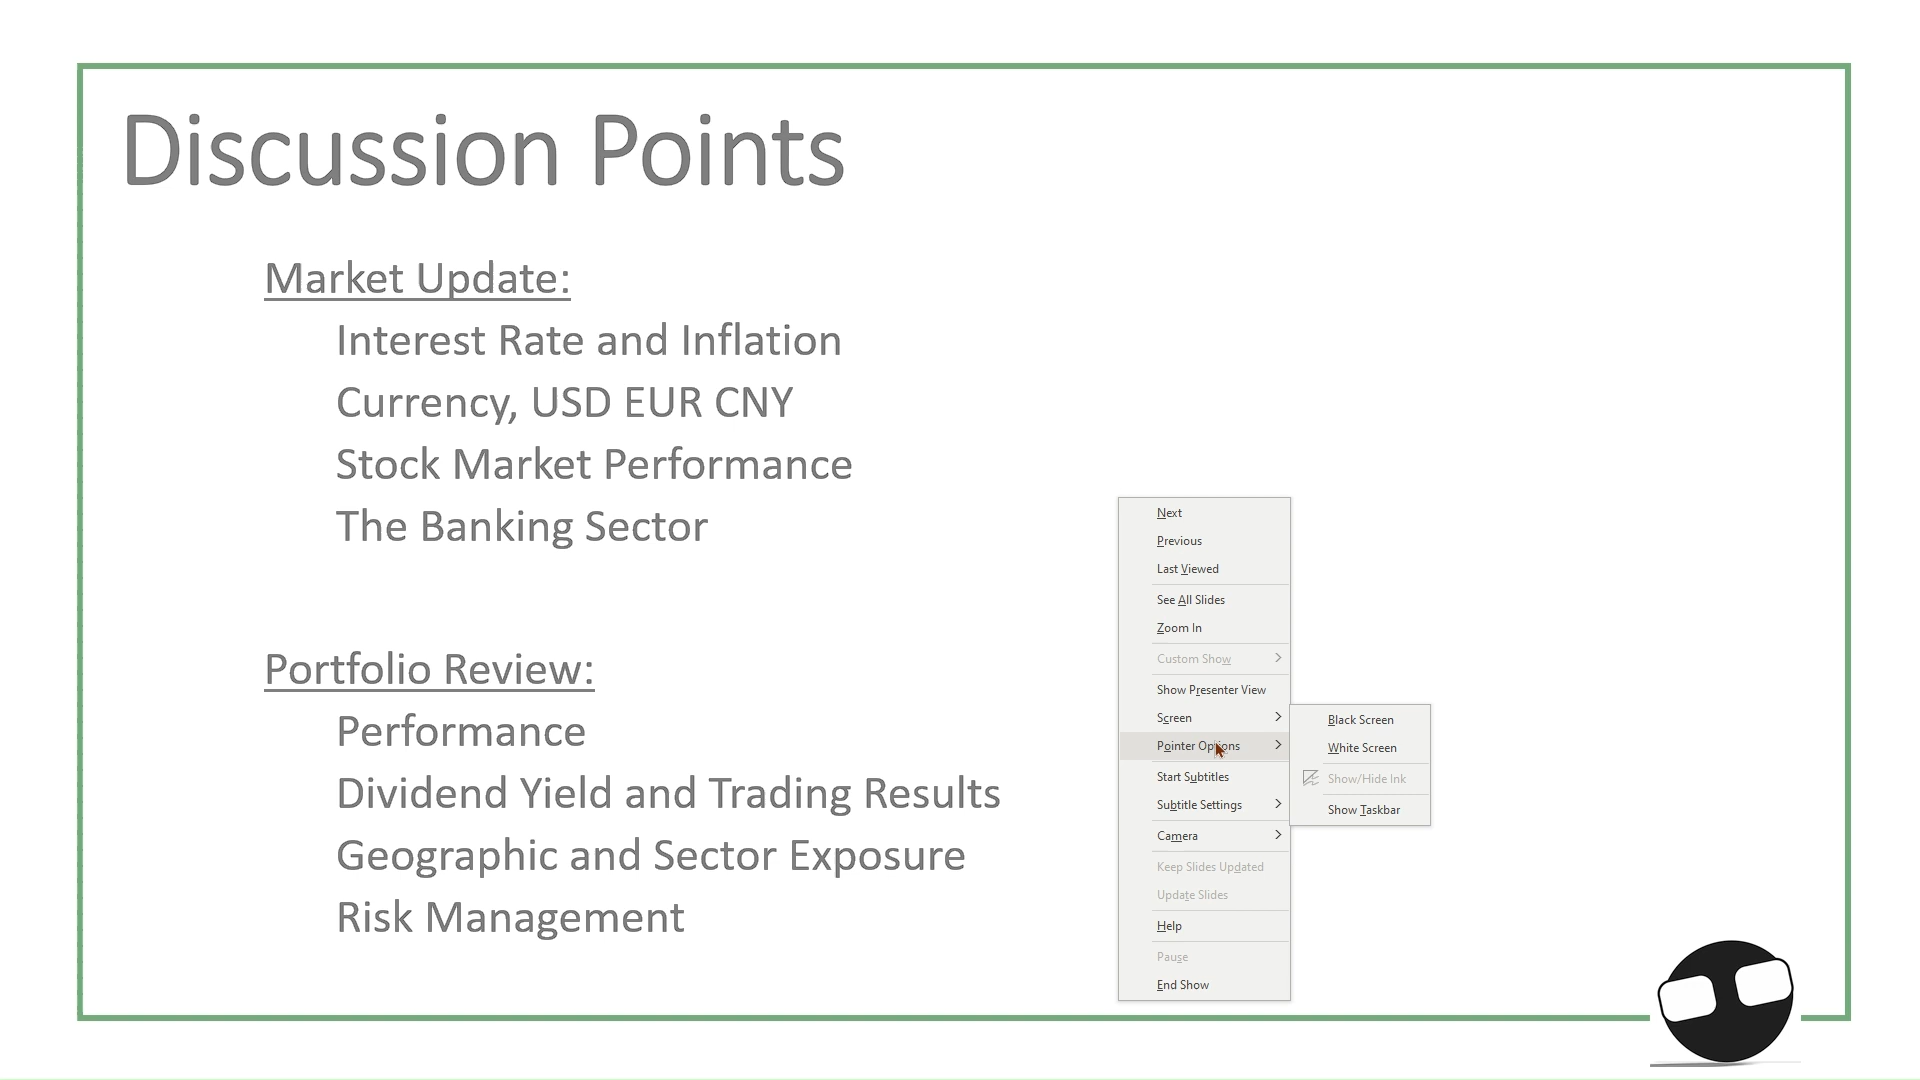 Discussion Points
Market Update:
Interest Rate and Inflation
Currency, USD EUR CNY
Stock Market Performance
The Banking Sector
Portfolio Review:
Performance
Dividend Yield and Trading Results
Geographic and Sector Exposure
Risk Management
Next
Previous
Last Viewed
See All Slides
Zoom In
Custom Show
Show Presenter View
Screen
Pointer Options
Start Subtitles
Subtitle Settings
Camera
Keep Slides Updated
Update Slides
Help
Pause
End Show
Black Screen
White Screen
Show/Hide Ink
Show Taskbar